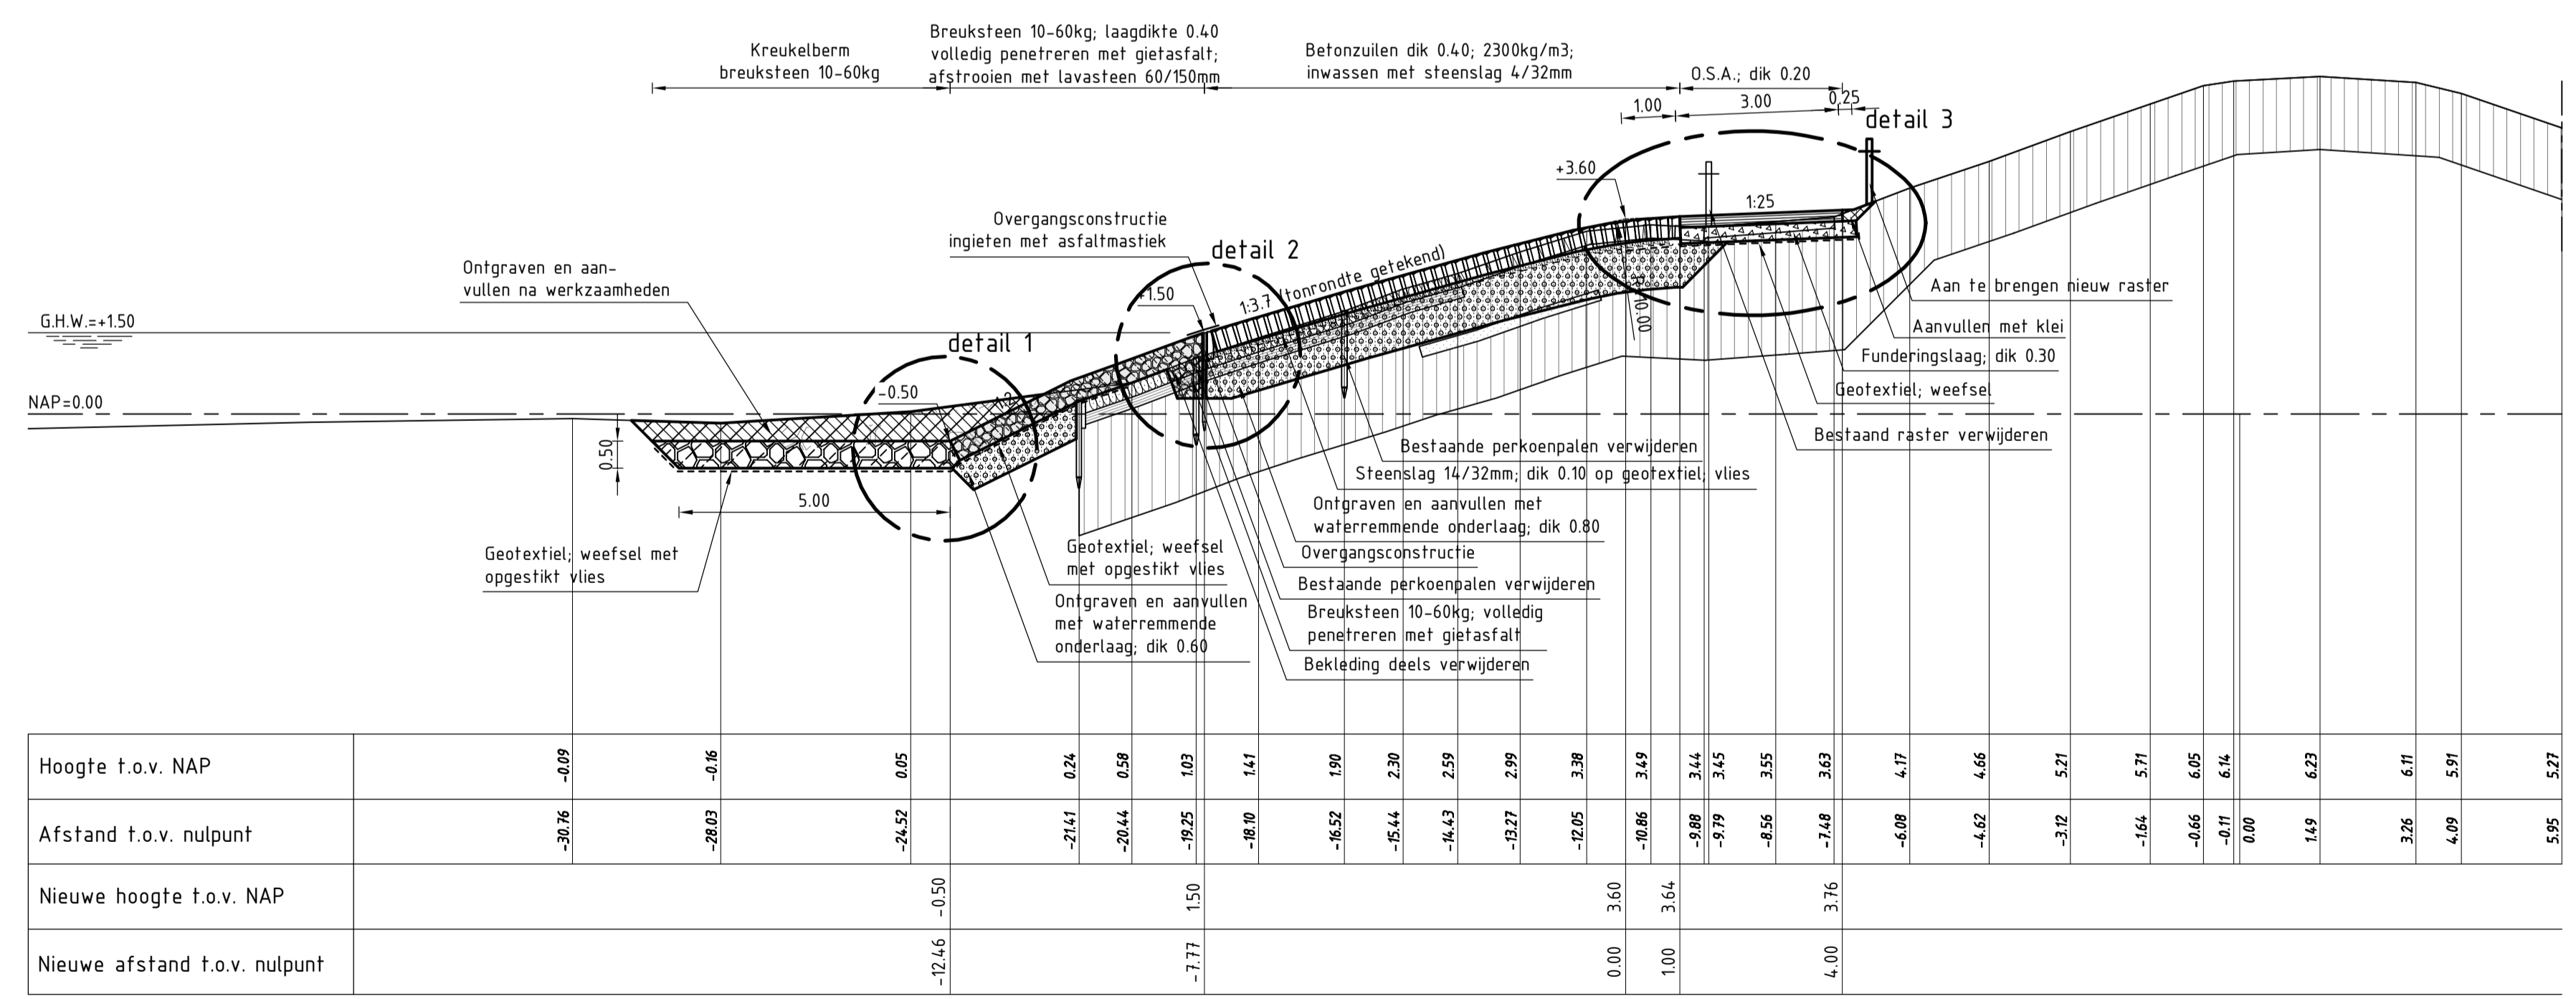 Kreukelberm
breuksteen 10-60kg
Breuksteen 10-60kg; laagdikte 0.40
volledig penetreren met gietasfalt;
afstrooien met lavasteen 60/150mm
Betonzuilen dik 0.40; 2300kg/m3;
inwassen met steenslag 4/32mm
O.S.A.; dik 0.20
1.00
3.00
0.25
detail 3
+3.60
1:25
Overgangsconstructie
ingieten met asfaltmastiek
detail 2
+1.50
1:3.7 (tonrondte getekend)
Ontgraven en aan-
vullen na werkzaamheden
G.H.W.=+1.50
detail 1
-0.50
NAP=0.00
0.50
5.00
Geotextiel; weefsel met
opgestikt vlies
Geotextiel; weefsel
met opgestikt vlies
Ontgraven en aanvullen
met waterremmende
onderlaag; dik 0.60
Aan te brengen nieuw raster
Aanvullen met klei
Funderingslaag; dik 0.30
Geotextiel; weefsel
Bestaand raster verwijderen
Bestaande perkoenpalen verwijderen
Steenslag 14/32mm; dik 0.10 op geotextiel; vlies
Ontgraven en aanvullen met
waterremmende onderlaag; dik 0.80
Overgangsconstructie
Bestaande perkoenpalen verwijderen
Breuksteen 10-60kg; volledig
penetreren met gietasfalt
Bekleding deels verwijderen
Hoogte t.o.v. NAP -0.09 -0.16 0.05 0.24 0.58 1.03 1.41 1.90 2.30 2.59 2.99 3.38 3.49 3.44 3.45 3.55 3.63 4.17 4.66 5.21 5.71 6.05 6.14 6.23 6.11 5.91 5.27
Afstand t.o.v. nulpunt -30.76 -28.03 -24.52 -21.41 -20.44 -19.25 -18.10 -16.52 -15.44 -14.43 -13.27 -12.05 -10.86 -9.88 -9.79 -8.56 -7.48 -6.08 -4.62 -3.12 -1.64 -0.66 -0.11 0.00 1.49 3.26 4.09 5.95
Nieuwe hoogte t.o.v. NAP -0.50 1.50 3.60 3.64 3.76
Nieuwe afstand t.o.v. nulpunt -12.46 -7.77 0.00 1.00 4.00